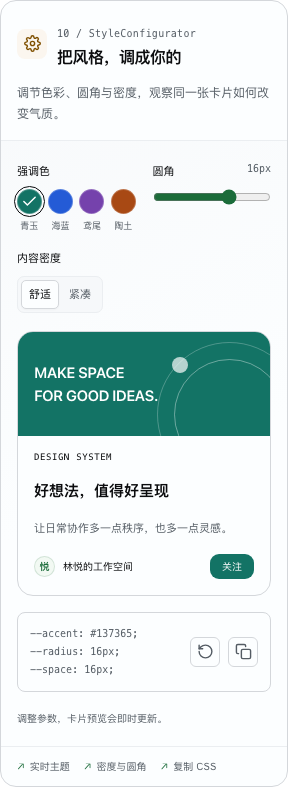 10 / StyleConfigurator
把风格，调成你的
调节色彩、圆角与密度，观察同一张卡片如何改
变气质。
强调色
圆角
16px
青玉
海蓝
鸢尾
陶土
内容密度
舒适
紧凑
MAKE SPACE
FOR GOOD IDEAS.
DESIGN SYSTEM
好想法，值得好呈现
让日常协作多一点秩序，也多一点灵感。
悦
林悦的工作空间
关注
--accent: #137365;
--radius: 16px;
--space: 16px;
调整参数，卡片预览会即时更新。
↗ 实时主题
↗ 密度与圆角
↗ 复制 CSS